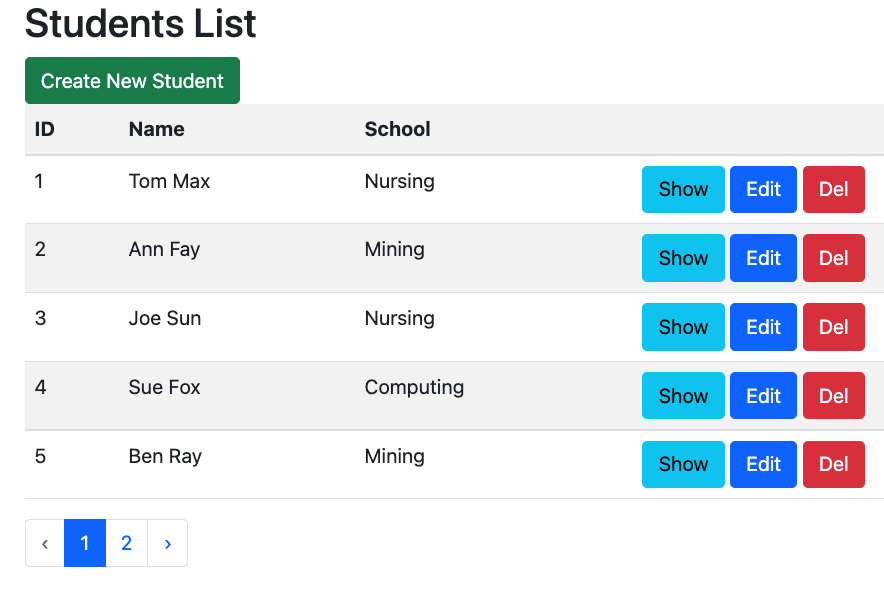 Students List
Create New Student
ID Name School
1 Tom Max Nursing Show Edit Del
2 Ann Fay Mining Show Edit Del
3 Joe Sun Nursing Show Edit Del
4 Sue Fox Computing Show Edit Del
5 Ben Ray Mining Show Edit Del
‹ 1 2 ›